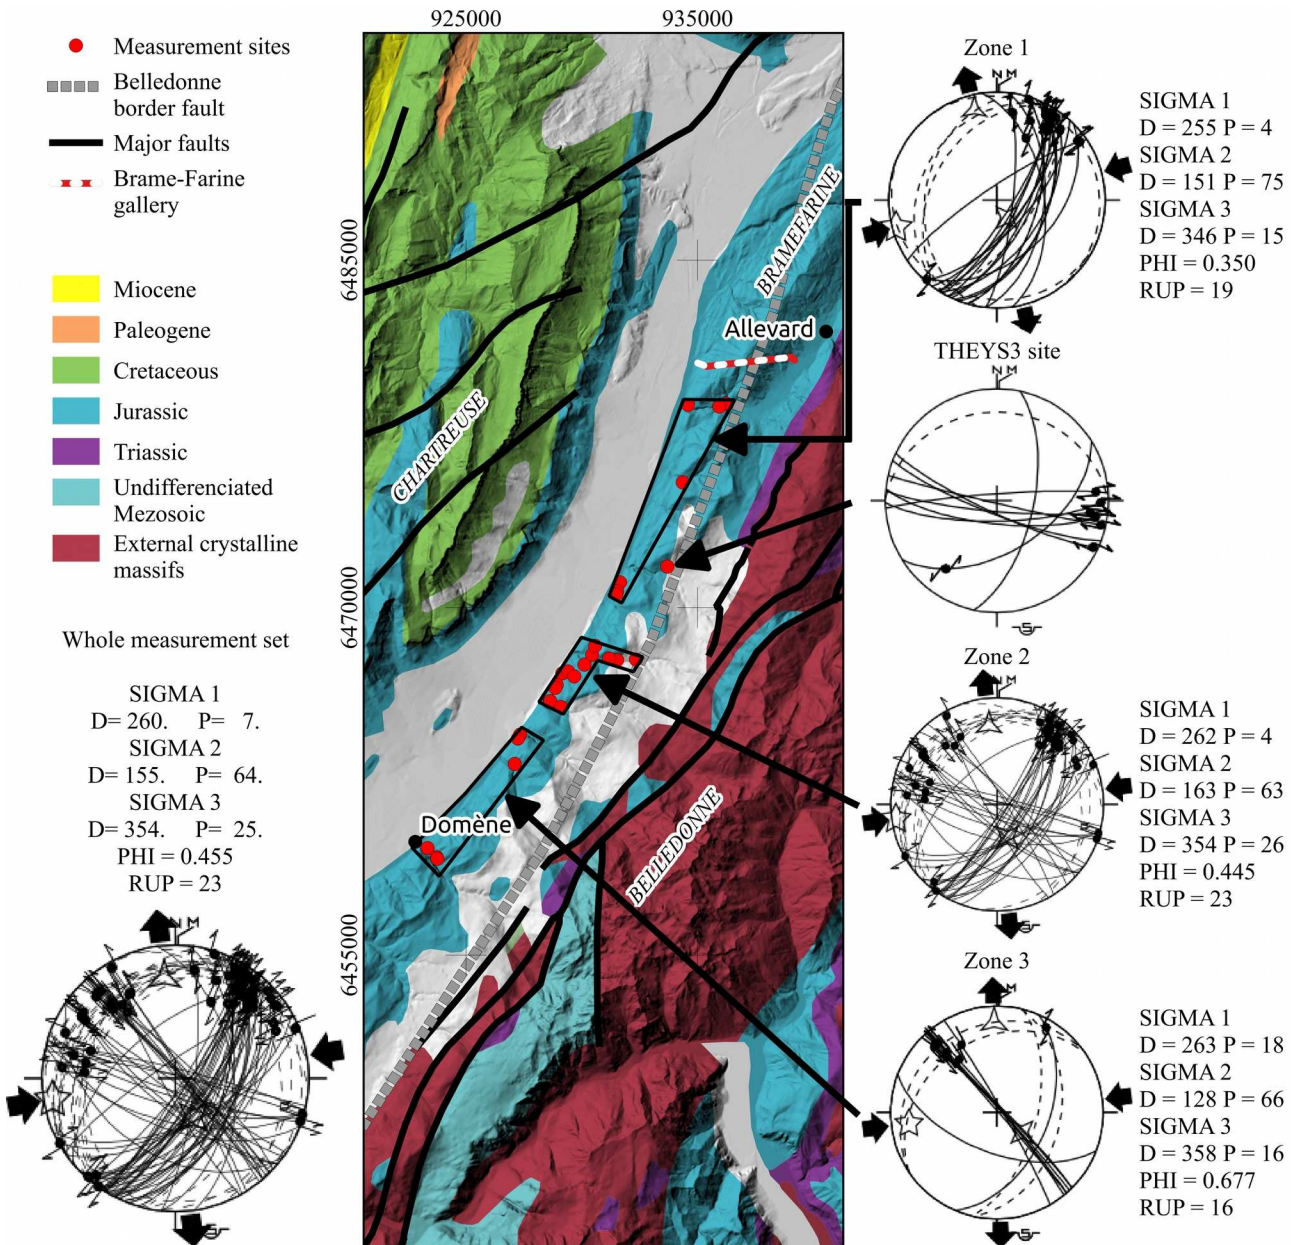 925000
935000
Measurement sites
Belledonne
border fault
Major faults
Brame-Farine
gallery
Miocene
Paleogene
Cretaceous
Jurassic
Triassic
Undifferenciated
Mezosoic
External crystalline
massifs
Whole measurement set
SIGMA 1
D= 260. P= 7.
SIGMA 2
D= 155. P= 64.
SIGMA 3
D= 354. P= 25.
PHI = 0.455
RUP = 23
N M
S
6485000
6470000
6455000
CHARTREUSE
BRAMEFARINE
Allevard
Domène
BELLEDONNE
Zone 1
N M
SIGMA 1
D = 255 P = 4
SIGMA 2
D = 151 P = 75
SIGMA 3
D = 346 P = 15
PHI = 0.350
RUP = 19
THEYS3 site
N M
S
Zone 2
N M
S
SIGMA 1
D = 262 P = 4
SIGMA 2
D = 163 P = 63
SIGMA 3
D = 354 P = 26
PHI = 0.445
RUP = 23
Zone 3
M
S
SIGMA 1
D = 263 P = 18
SIGMA 2
D = 128 P = 66
SIGMA 3
D = 358 P = 16
PHI = 0.677
RUP = 16